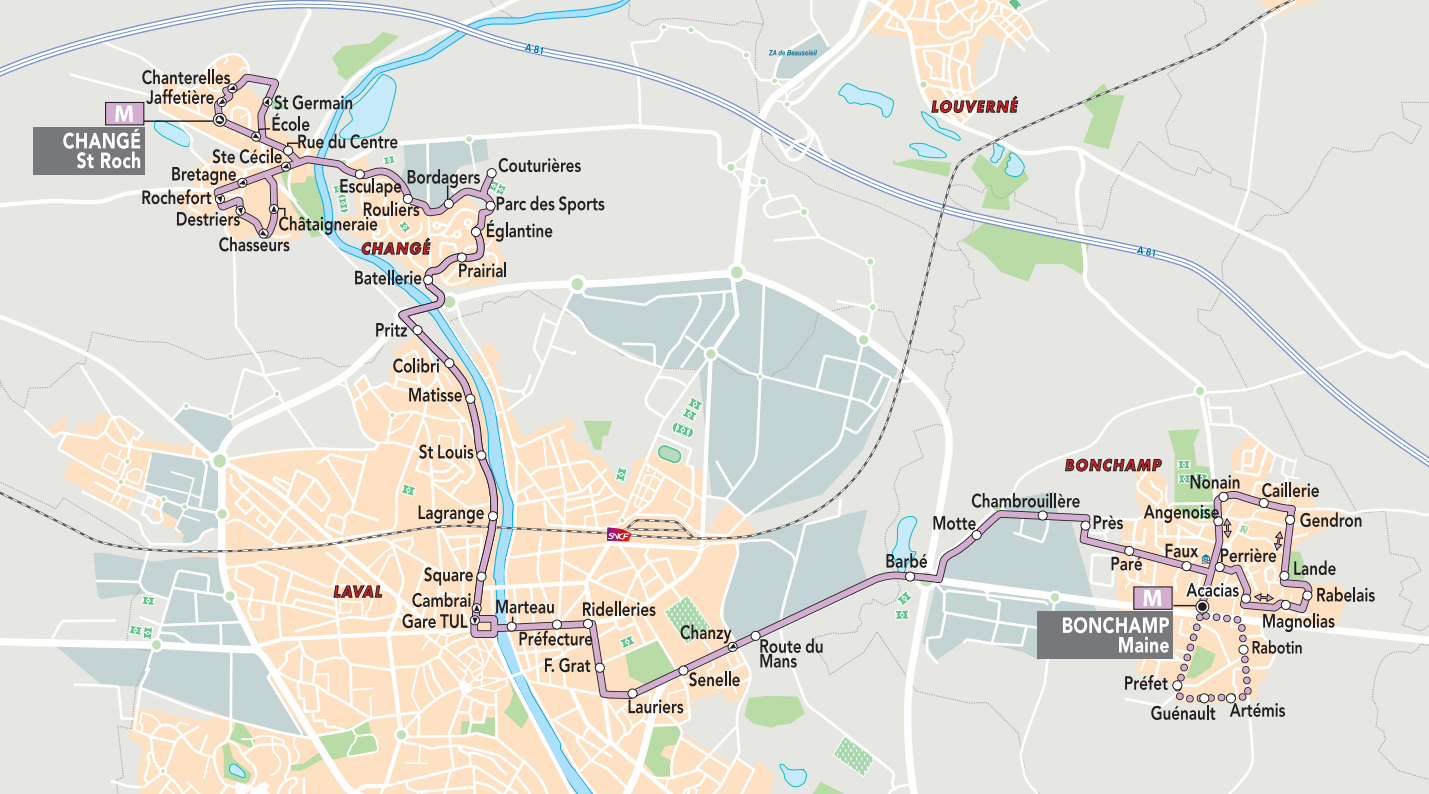 A 81
ZA de Beausoleil
Chanterelles
Jaffetière
M
St Germain
LOUVERNÉ
École
CHANGÉ
St Roch
Rue du Centre
Ste Cécile
Bretagne
Esculape
Bordagers
Couturières
Rochefort
Rouliers
Parc des Sports
Destriers
Châtaigneraie
Chasseurs
Églantine
CHANGÉ
A 81
Prairial
Batellerie
Pritz
Colibri
Matisse
St Louis
BONCHAMP
Nonain
Caillerie
Chambrouillère
Angenoise
Gendron
Lagrange
Motte
Près
SNCF
Faux
Perrière
Paré
Barbé
Lande
Square
LAVAL
Cambrai
Marteau
Ridelleries
Acacias
Rabelais
M
Gare TUL
Magnolias
Préfecture
Chanzy
BONCHAMP
Maine
Route du
Mans
Rabotin
F. Grat
Senelle
Préfet
Lauriers
Guénault
Artémis